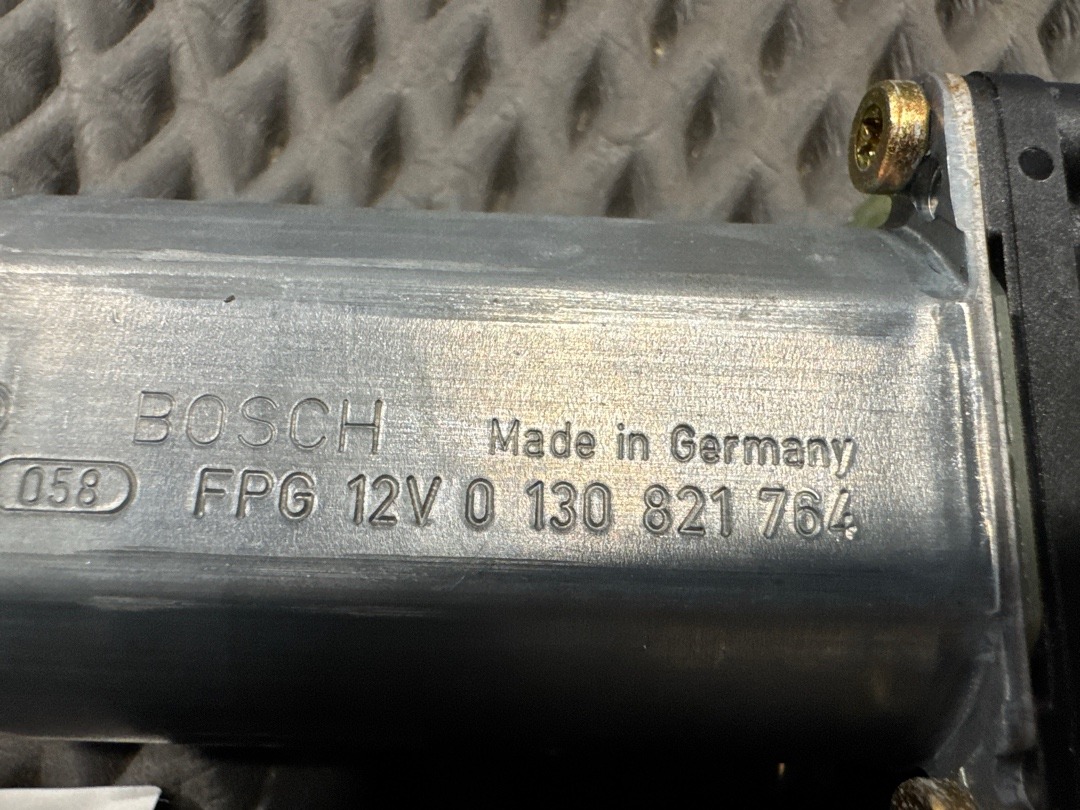 BOSCH Made in Germany
058 FPG 12V 0 130 821 764